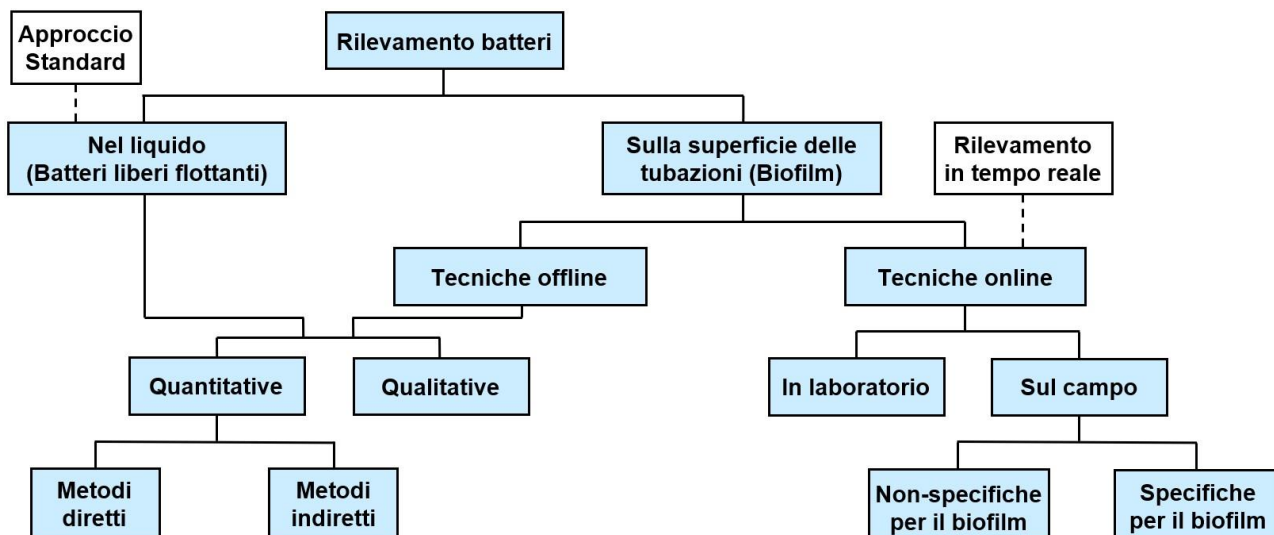 Approccio
Standard
Rilevamento batteri
Nel liquido
(Batteri liberi flottanti)
Sulla superficie delle
tubazioni (Biofilm)
Rilevamento
in tempo reale
Tecniche offline
Tecniche online
Quantitative
Qualitative
In laboratorio
Sul campo
Metodi
diretti
Metodi
indiretti
Non-specifiche
per il biofilm
Specifiche
per il biofilm